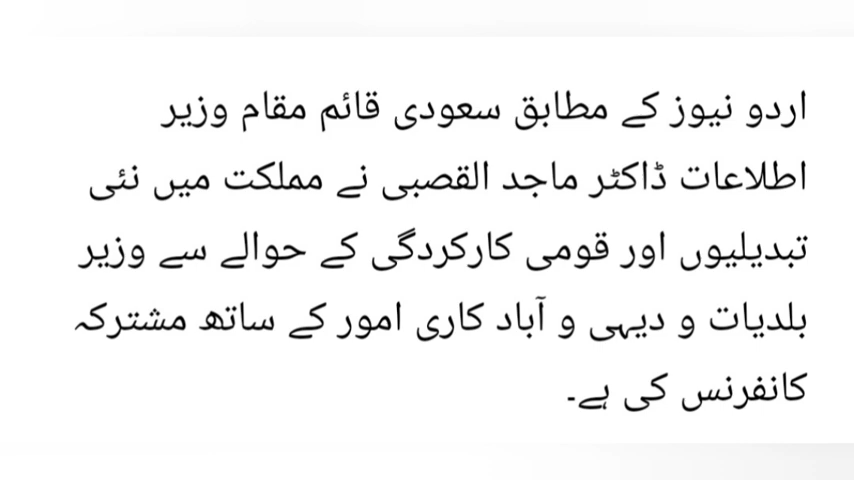 اردو نیوز کے مطابق سعودی قائم مقام وزیر
اطلاعات ڈاکٹر ماجد القصبی نے مملکت میں نئی
تبدیلیوں اور قومی کارکردگی کے حوالے سے وزیر
بلدیات و دیہی و آباد کاری امور کے ساتھ مشترکہ
کانفرنس کی ہے۔